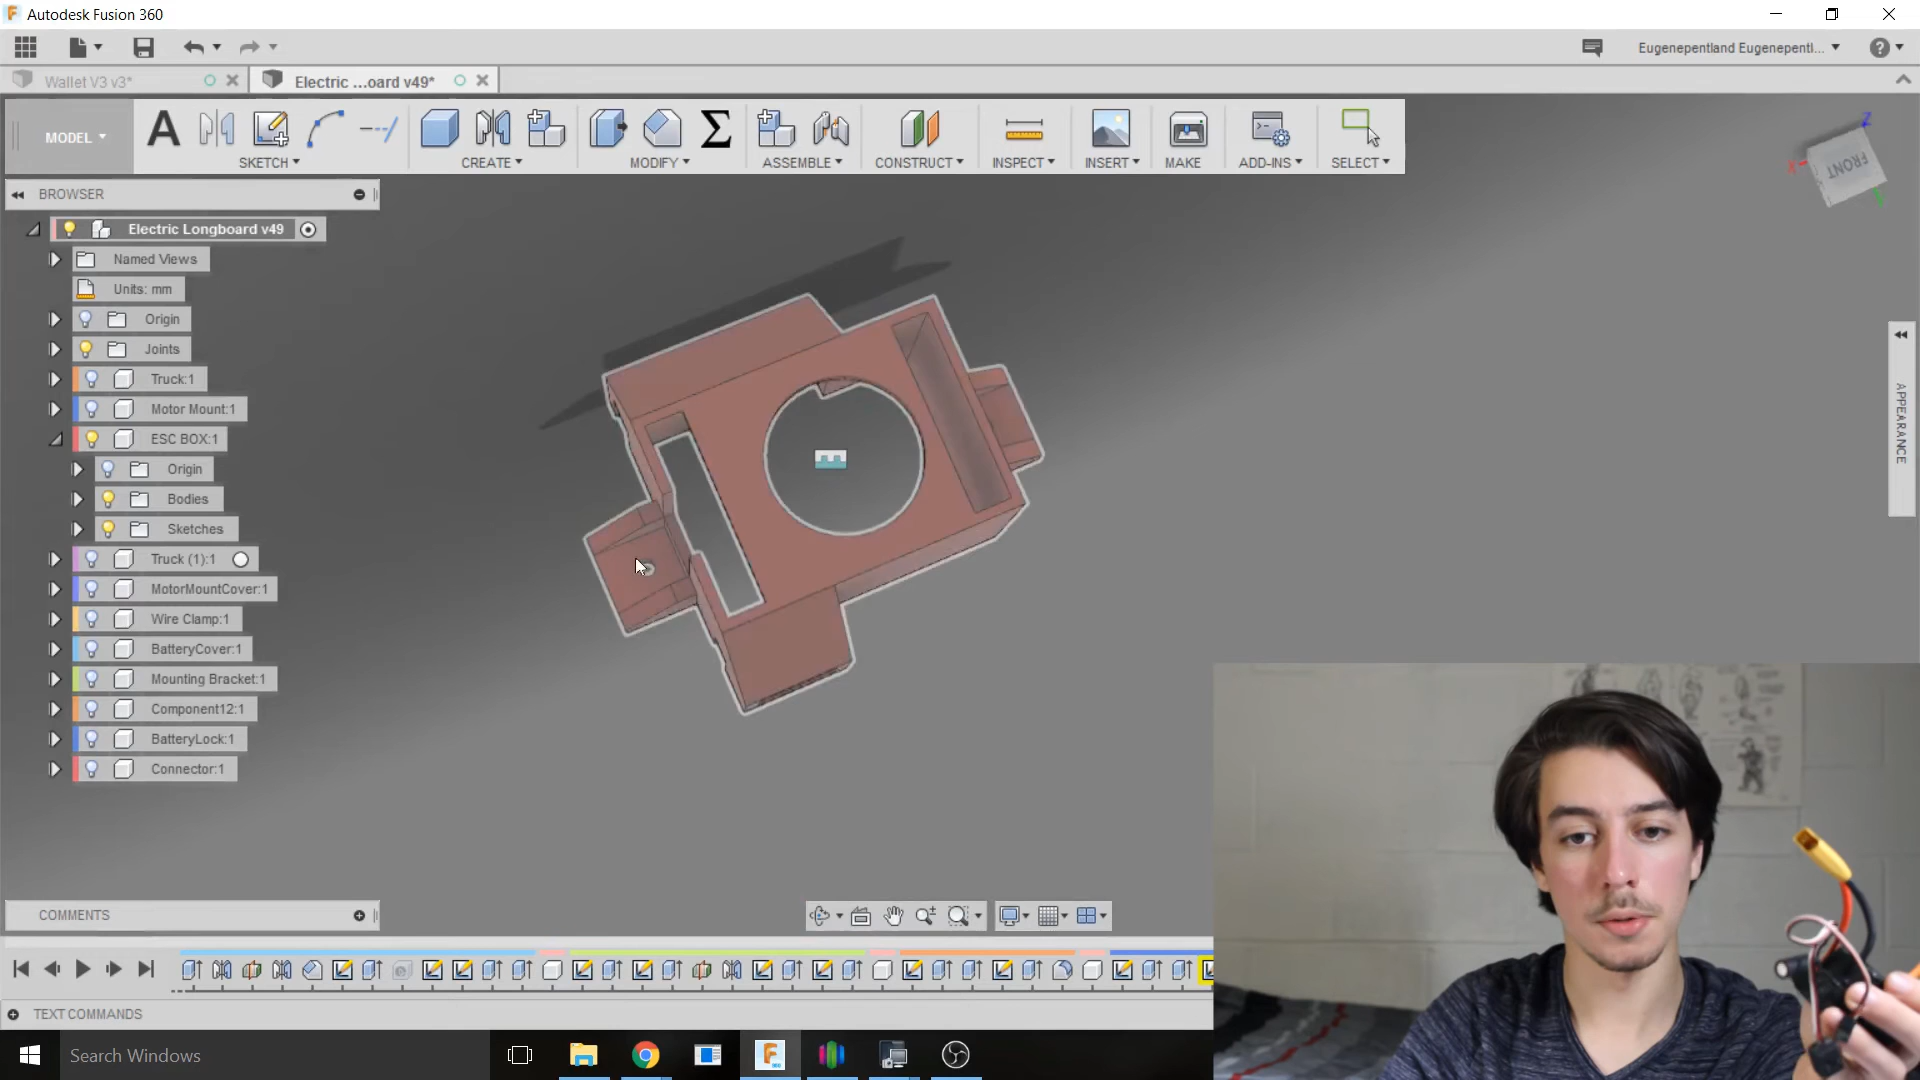 Autodesk Fusion 360
Eugenepentland Eugenepentl...
Wallet V3 v3*
Electric ...oard v49*
MODEL
SKETCH
CREATE
MODIFY
ASSEMBLE
CONSTRUCT
INSPECT
INSERT
MAKE
ADD-INS
SELECT
Z
X
FRONT
BROWSER
Electric Longboard v49
Named Views
Units: mm
Origin
Joints
Truck:1
Motor Mount:1
ESC BOX:1
Origin
Bodies
Sketches
Truck (1):1
MotorMountCover:1
Wire Clamp:1
BatteryCover:1
Mounting Bracket:1
Component12:1
BatteryLock:1
Connector:1
APPEARANCE
COMMENTS
TEXT COMMANDS
Search Windows